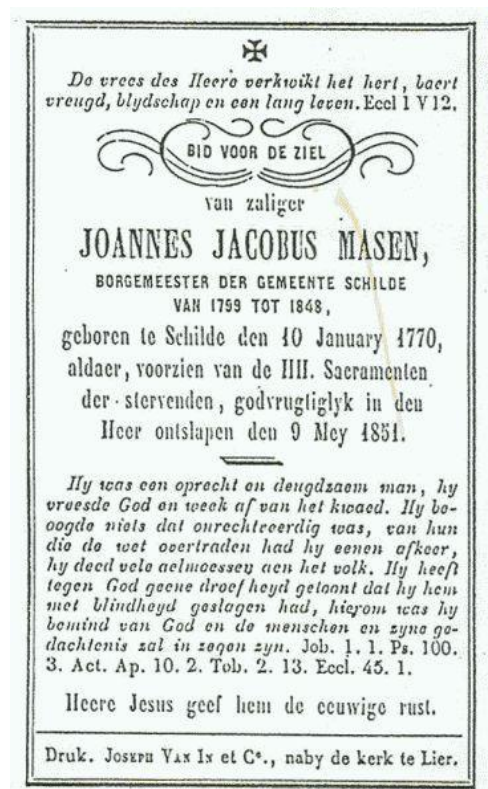 De vrees des Heere verkwikt het hert, baert
vreugd, blydschap en een lang leven. Eccl 1 V 12.
BID VOOR DE ZIEL
van zaliger
JOANNES JACOBUS MASEN,
BORGEMEESTER DER GEMEENTE SCHILDE
VAN 1799 TOT 1848,
geboren te Schilde den 10 January 1770,
aldaer, voorzien van de HH. Sacramenten
der stervenden, godvrugtiglyk in den
Heer ontslapen den 9 Mey 1851.
Hy was een oprecht en deugdzaem man, hy
vreesde God en week af van het kwaed. Hy be-
oogde niets dat onrechtveerdig was, van hun
die de wet overtraden had hy eenen afkeer,
hy deed vele aelmoessen aen het volk. Hy heeft
tegen God geene droefheyd getoont dat hy hem
met blindheyd geslagen had, hierom was hy
bemind van God en de menschen en zyne ge-
dachtenis zal in zegen zyn. Job. 1. 1. Ps. 100.
3. Act. Ap. 10. 2. Tob. 2. 13. Eccl. 45. 1.
Heere Jesus geef hem de eeuwige rust.
Druk. JOSEPH VAN IN et Ce., naby de kerk te Lier.